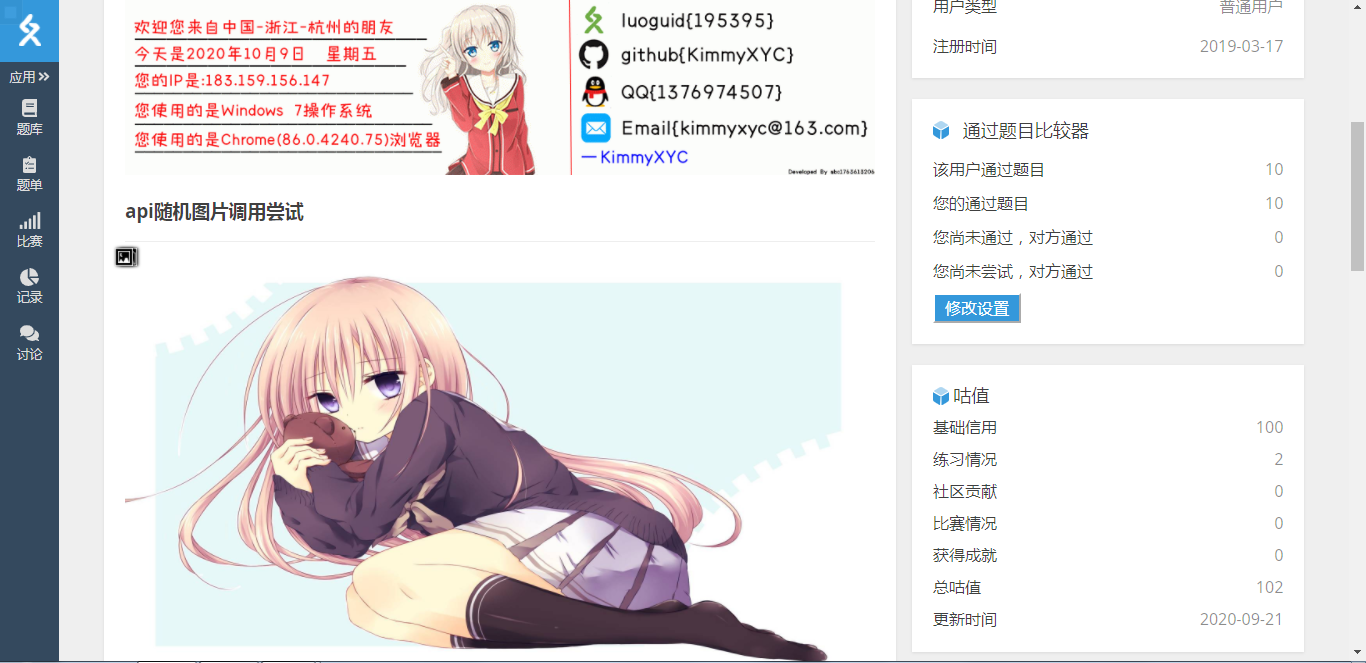 应用
题库
题单
比赛
记录
讨论
欢迎您来自中国-浙江-杭州的朋友
今天是2020年10月9日 星期五
您的IP是:183.159.156.147
您使用的是Windows 7操作系统
您使用的是Chrome(86.0.4240.75)浏览器
luoguid{195395}
github{KimmyXYC}
QQ{1376974507}
Email{kimmyxyc@163.com}
—KimmyXYC
api随机图片调用尝试
用户类型 普通用户
注册时间 2019-03-17
通过题目比较器
该用户通过题目 10
您的通过题目 10
您尚未通过，对方通过 0
您尚未尝试，对方通过 0
修改设置
咕值
基础信用 100
练习情况 2
社区贡献 0
比赛情况 0
获得成就 0
总咕值 102
更新时间 2020-09-21